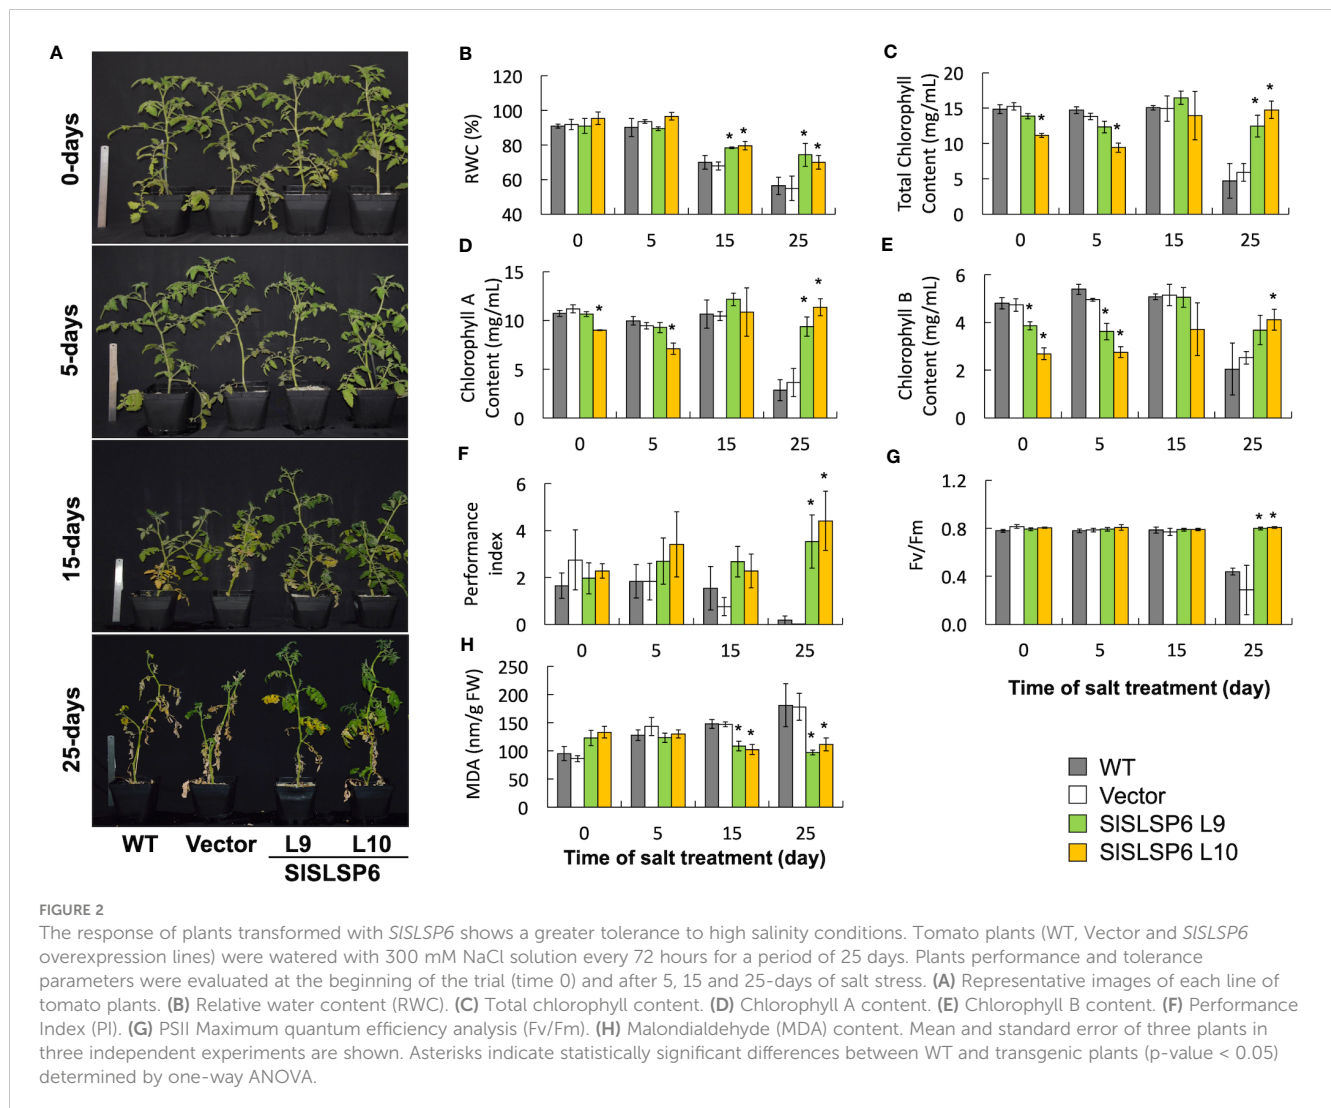 A
0-days
5-days
15-days
25-days
WT Vector L9 L10
SlSLSP6
B
RWC (%)
120
100
80
60
40
* * * *
0 5 15 25
C
Total Chlorophyll
Content (mg/mL)
20
15
10
5
0
* * * *
0 5 15 25
D
Chlorophyll A
Content (mg/mL)
15
10
5
0
* * * *
0 5 15 25
E
Chlorophyll B
Content (mg/mL)
6
4
2
0
* * * * *
0 5 15 25
F
Performance
index
6
4
2
0
* *
0 5 15 25
G
Fv/Fm
1.2
0.8
0.4
0.0
* *
0 5 15 25
Time of salt treatment (day)
H
MDA (nm/g FW)
250
200
150
100
50
0
* * * *
0 5 15 25
Time of salt treatment (day)
WT
Vector
SlSLSP6 L9
SlSLSP6 L10
FIGURE 2
The response of plants transformed with SlSLSP6 shows a greater tolerance to high salinity conditions. Tomato plants (WT, Vector and SlSLSP6
overexpression lines) were watered with 300 mM NaCl solution every 72 hours for a period of 25 days. Plants performance and tolerance
parameters were evaluated at the beginning of the trial (time 0) and after 5, 15 and 25-days of salt stress. (A) Representative images of each line of
tomato plants. (B) Relative water content (RWC). (C) Total chlorophyll content. (D) Chlorophyll A content. (E) Chlorophyll B content. (F) Performance
Index (PI). (G) PSII Maximum quantum efficiency analysis (Fv/Fm). (H) Malondialdehyde (MDA) content. Mean and standard error of three plants in
three independent experiments are shown. Asterisks indicate statistically significant differences between WT and transgenic plants (p-value < 0.05)
determined by one-way ANOVA.